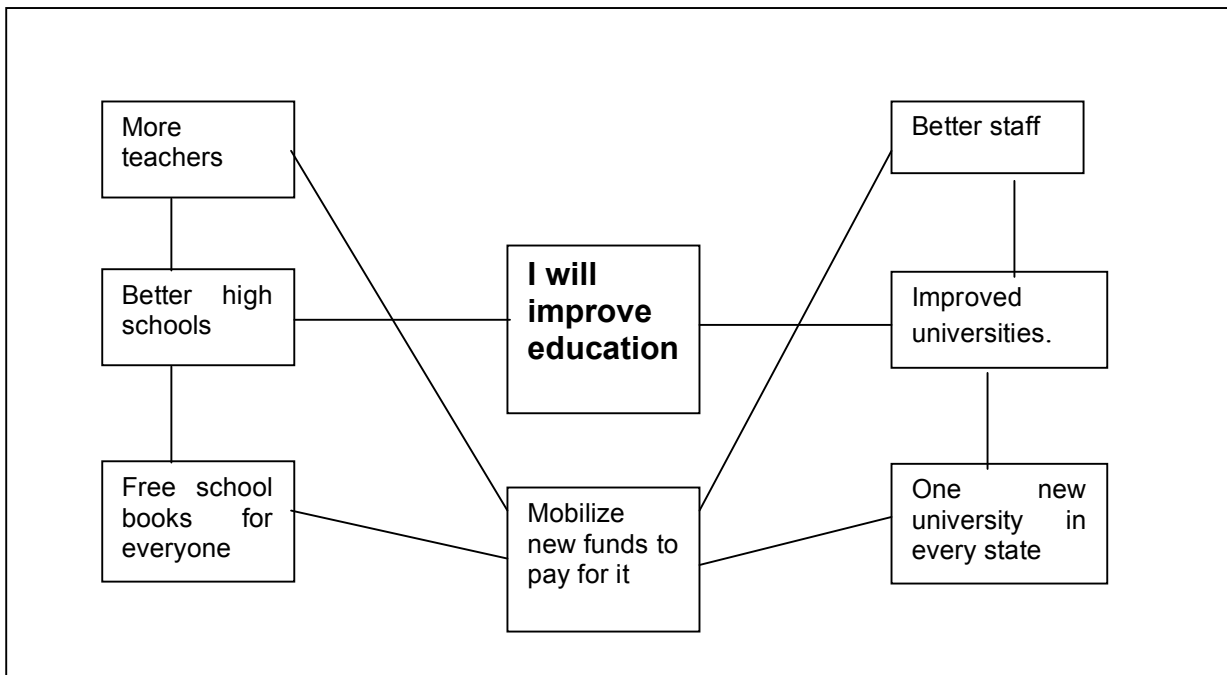 More
teachers
Better high
schools
Free school
books for
everyone
I will
improve
education
Mobilize
new funds to
pay for it
Better staff
Improved
universities.
One new
university in
every state